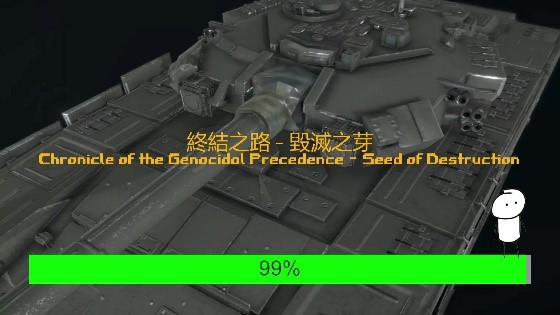 終結之路 - 毀滅之芽
Chronicle of the Genocidal Precedence - Seed of Destruction
99%